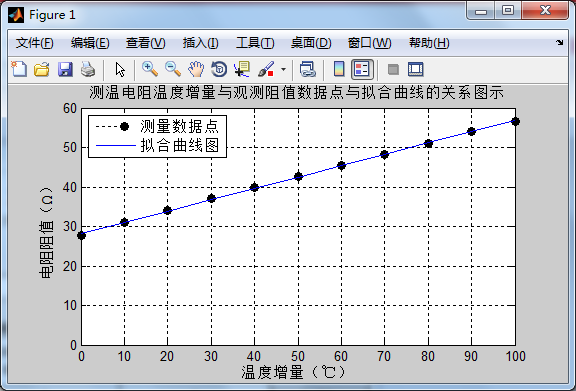 Figure 1
文件(F) 编辑(E) 查看(V) 插入(I) 工具(T) 桌面(D) 窗口(W) 帮助(H)
测温电阻温度增量与观测阻值数据点与拟合曲线的关系图示
测量数据点
拟合曲线图
电阻阻值（Ω）
60
50
40
30
20
10
0
0 10 20 30 40 50 60 70 80 90 100
温度增量（℃）